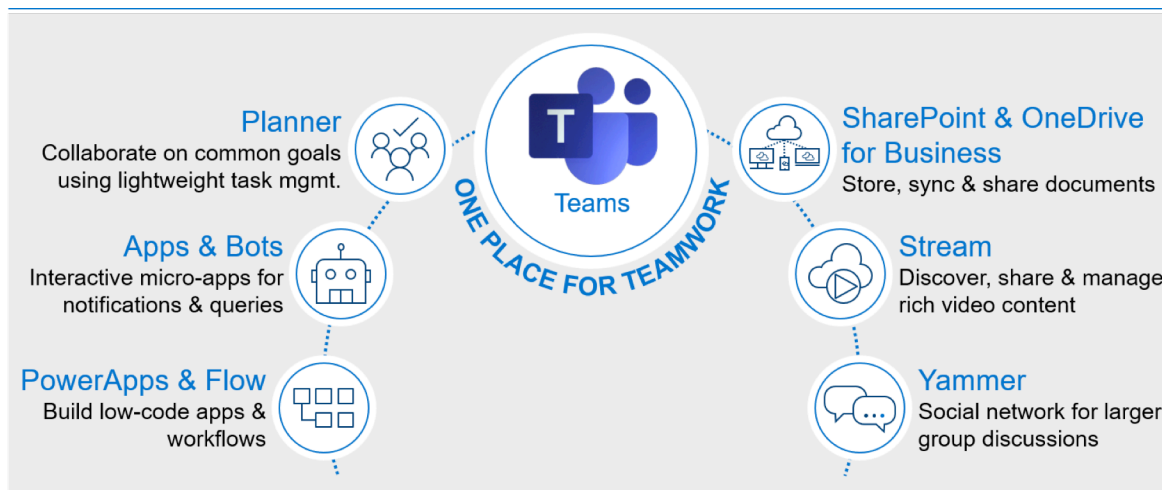 T
Teams
ONE PLACE FOR TEAMWORK
Planner
Collaborate on common goals
using lightweight task mgmt.
Apps & Bots
Interactive micro-apps for
notifications & queries
PowerApps & Flow
Build low-code apps &
workflows
SharePoint & OneDrive
for Business
Store, sync & share documents
Stream
Discover, share & manage
rich video content
Yammer
Social network for larger
group discussions